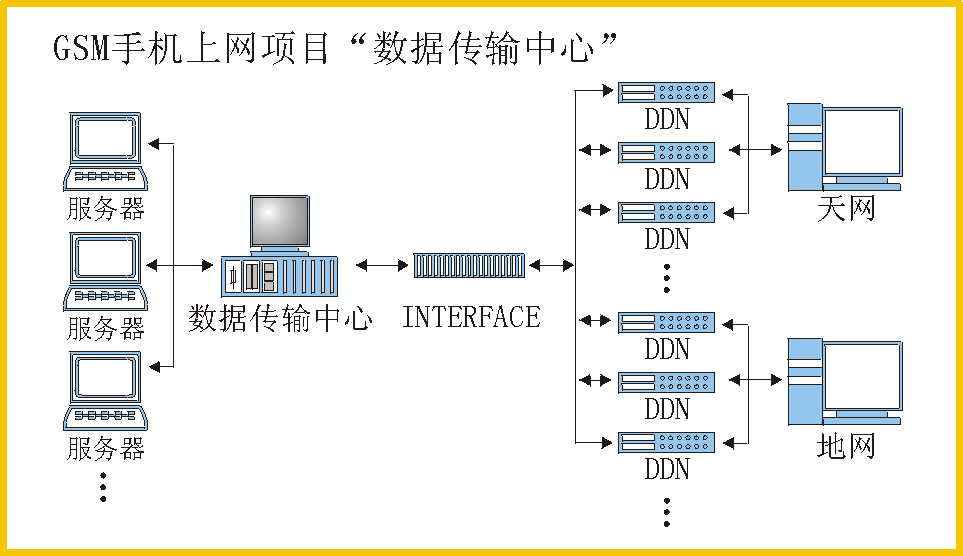 GSM手机上网项目“数据传输中心”
服务器
服务器
服务器
数据传输中心
INTERFACE
DDN
DDN
DDN
DDN
DDN
DDN
天网
地网